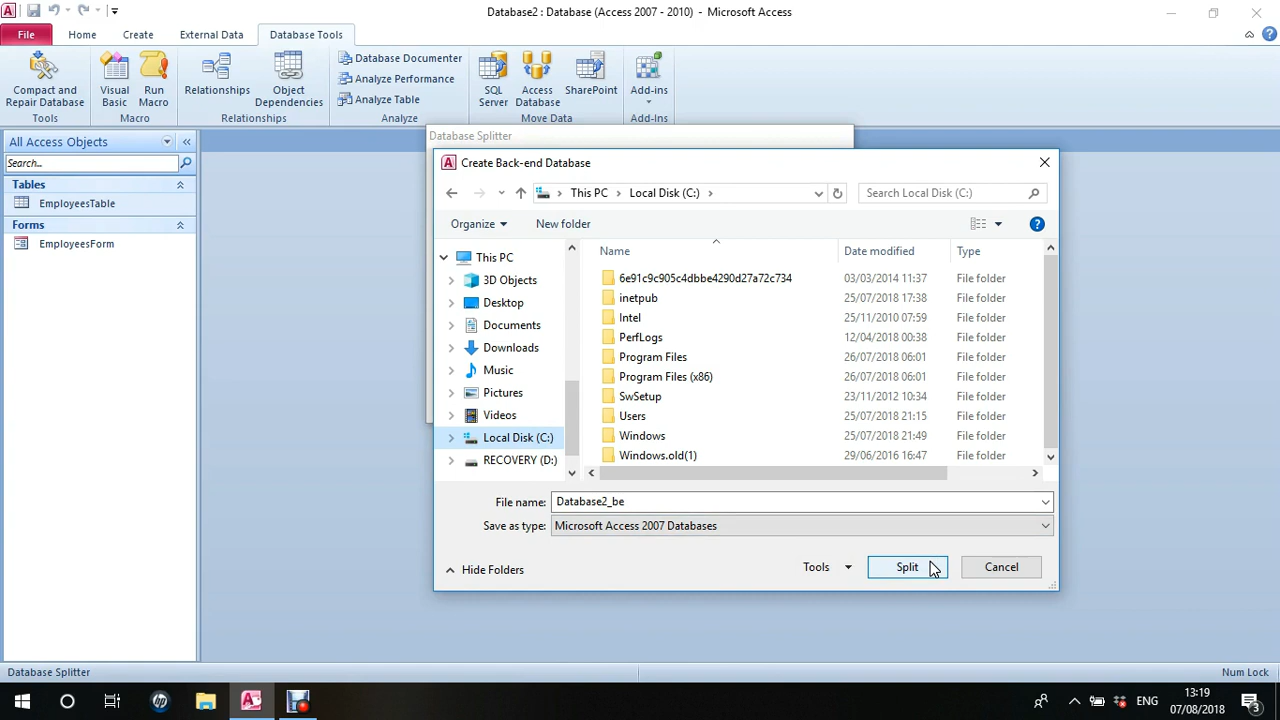 Database2 : Database (Access 2007 - 2010) - Microsoft Access
File Home Create External Data Database Tools
Compact and Repair Database
Tools
Visual Basic
Run Macro
Macro
Relationships
Object Dependencies
Relationships
Database Documenter
Analyze Performance
Analyze Table
Analyze
SQL Server
Access Database
SharePoint
Move Data
Add-ins
Add-Ins
All Access Objects
Search...
Tables
EmployeesTable
Forms
EmployeesForm
Database Splitter
Create Back-end Database
This PC Local Disk (C:)
Search Local Disk (C:)
Organize New folder
This PC
3D Objects
Desktop
Documents
Downloads
Music
Pictures
Videos
Local Disk (C:)
RECOVERY (D:)
Name Date modified Type
6e91c9c905c4dbbe4290d27a72c734 03/03/2014 11:37 File folder
inetpub 25/07/2018 17:38 File folder
Intel 25/11/2010 07:59 File folder
PerfLogs 12/04/2018 00:38 File folder
Program Files 26/07/2018 06:01 File folder
Program Files (x86) 26/07/2018 06:01 File folder
SwSetup 23/11/2012 10:34 File folder
Users 25/07/2018 21:15 File folder
Windows 25/07/2018 21:49 File folder
Windows.old(1) 29/06/2016 16:47 File folder
File name: Database2_be
Save as type: Microsoft Access 2007 Databases
Hide Folders Tools Split Cancel
Database Splitter Num Lock
ENG 13:19
07/08/2018
3